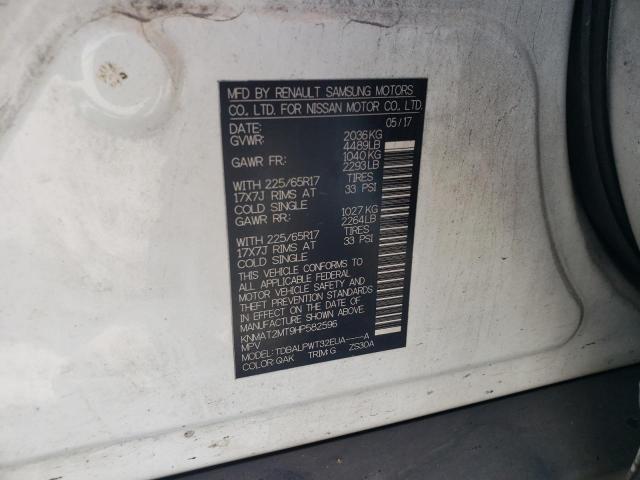 MFD BY RENAULT SAMSUNG MOTORS
CO., LTD. FOR NISSAN MOTOR CO., LTD.
DATE: 05/17
GVWR: 2036KG
4489LB
GAWR FR: 1040 KG
2293LB
WITH 225/65R17 TIRES
17X7J RIMS AT 33 PSI
COLD SINGLE
GAWR RR: 1027 KG
2264LB
WITH 225/65R17 TIRES
17X7J RIMS AT 33 PSI
COLD SINGLE
THIS VEHICLE CONFORMS TO
ALL APPLICABLE FEDERAL
MOTOR VEHICLE SAFETY AND
THEFT PREVENTION STANDARDS
IN EFFECT ON THE DATE OF
MANUFACTURE SHOWN ABOVE.
KNMAT2MT9HP582596
MPV
MODEL: TDBALPWT32EUA-----A
COLOR: QAK TRIM:G ZS30A